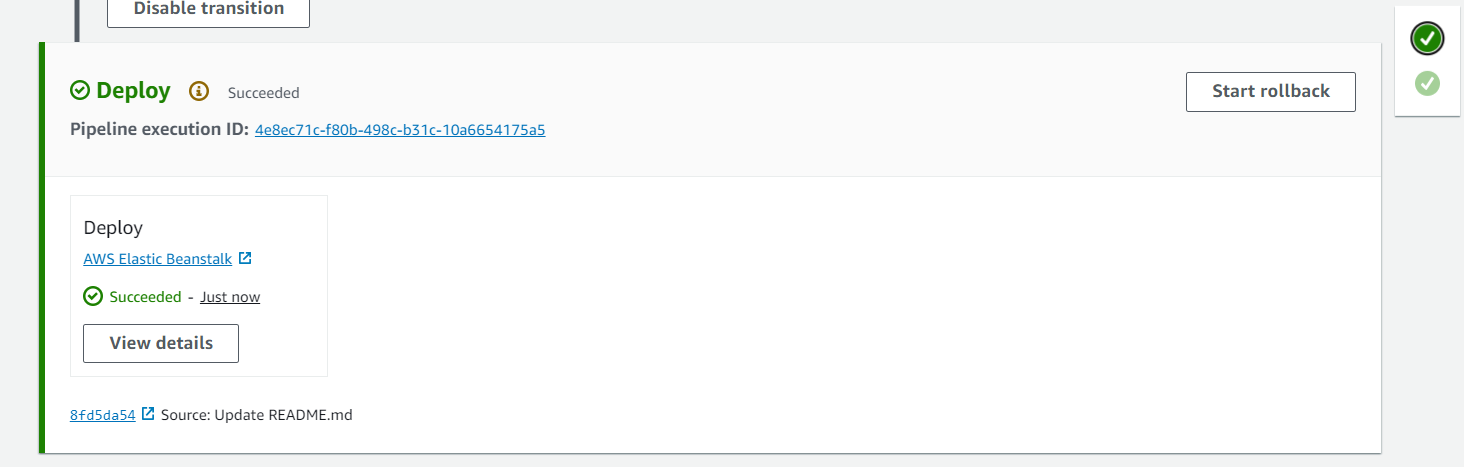 Disable transition
Deploy Succeeded
Start rollback
Pipeline execution ID: 4e8ec71c-f80b-498c-b31c-10a6654175a5
Deploy
AWS Elastic Beanstalk
Succeeded - Just now
View details
8fd5da54 Source: Update README.md